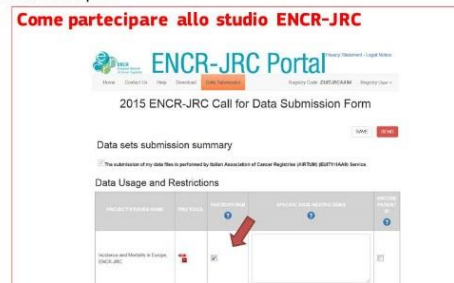 Come partecipare allo studio ENCR-JRC
ENCR-JRC Portal
Privacy Statement - Legal Notice
Home Contact Us Help Download Data Submission
2015 ENCR-JRC Call for Data Submission Form
SAVE SEND
Data sets submission summary
The submission of my data files is performed by Italian Association of Cancer Registries (AIRTUM)
Data Usage and Restrictions
PROTOCOL PARTICIPATION
Incidence and Mortality in Europe,
ENCR-JRC